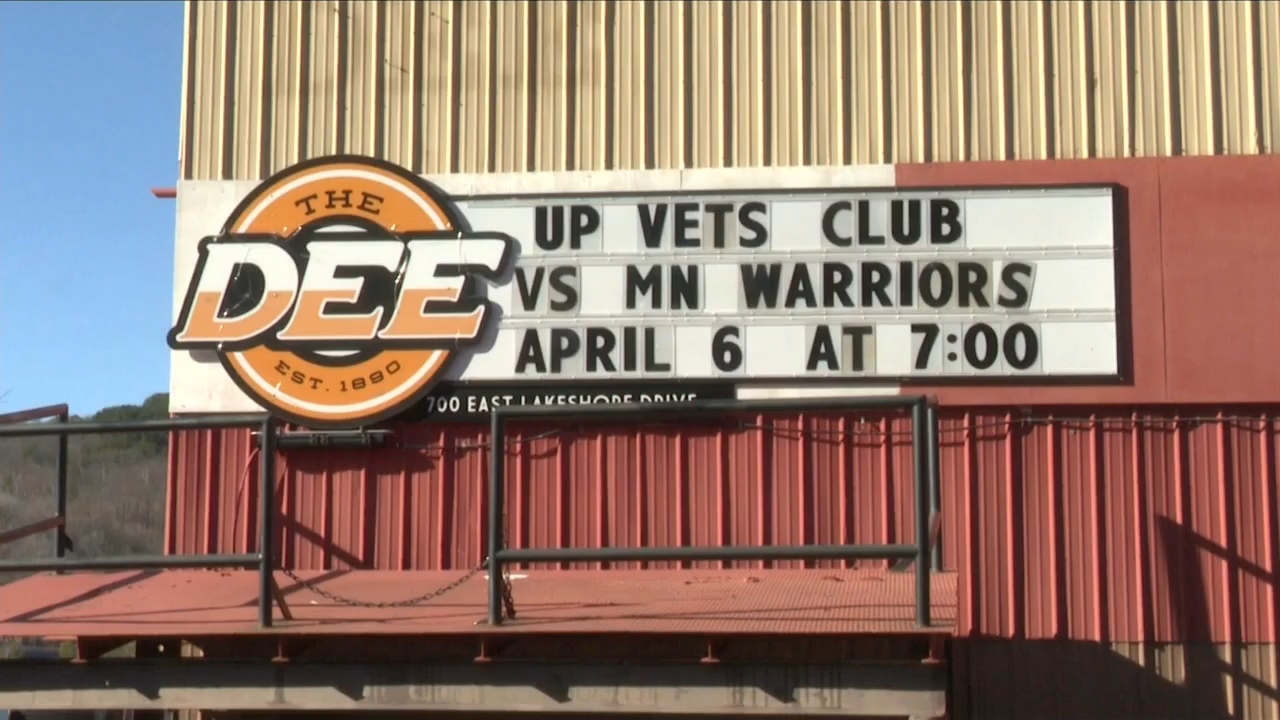 THE
DEE
EST. 1890
UP VETS CLUB
VS MN WARRIORS
APRIL 6 AT 7:00
700 EAST LAKESHORE DRIVE